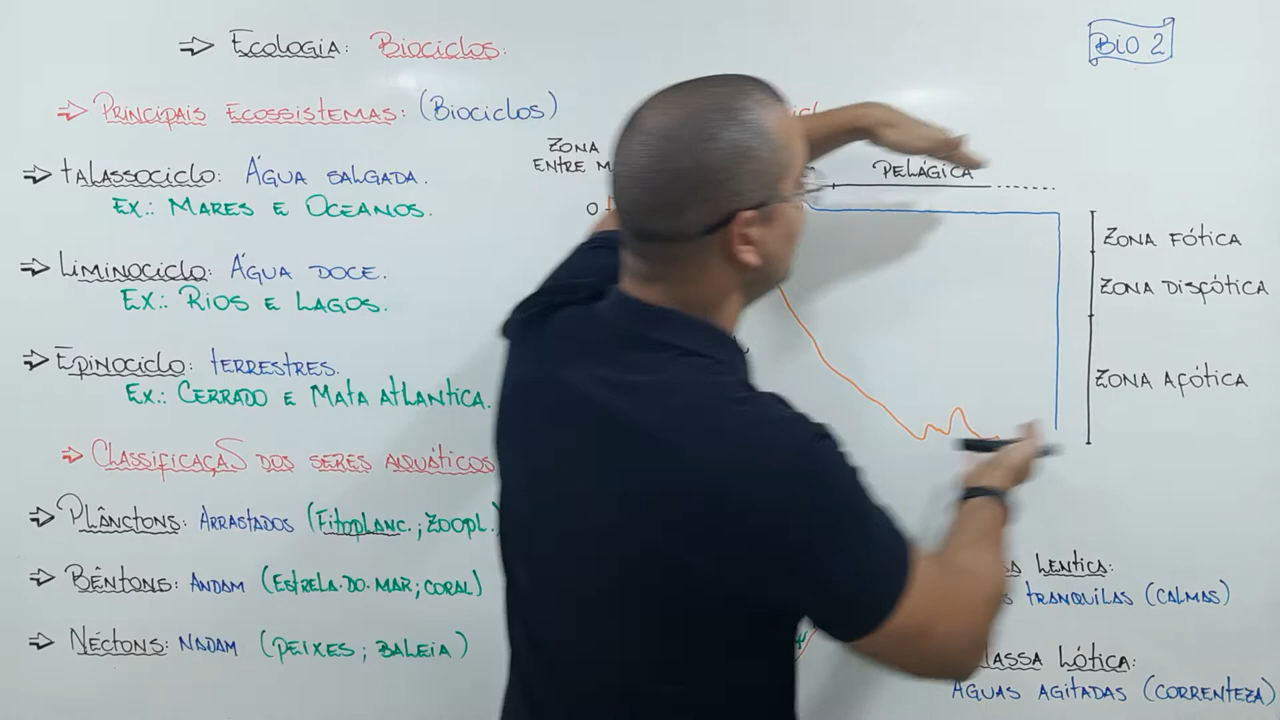 ⇒ Ecologia: Biociclos:
Bio 2
⇒ Principais Ecossistemas: (Biociclos)
⇒ Talassociclo: Água salgada.
Ex.: Mares e Oceanos.
⇒ Liminociclo: Água doce.
Ex.: Rios e Lagos.
⇒ Epinociclo: Terrestres.
Ex.: Cerrado e Mata Atlantica.
⇒ Classificação dos seres aquáticos
⇒ Plânctons: Arrastados (Fitoplanc.; Zoopl.)
⇒ Bêntons: Andam (Estrela.do.mar; coral)
⇒ Néctons: Nadam (Peixes; Baleia)
Zona
Entre
0
Pelágica
Zona Fótica
Zona Disfótica
Zona Afótica
Lentica:
Tranquilas (calmas)
Lótica:
Aguas agitadas (correnteza)